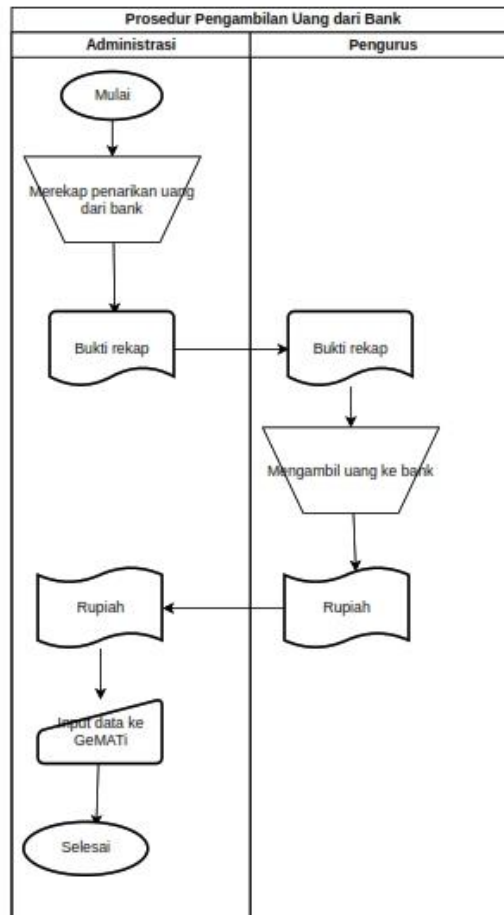 Prosedur Pengambilan Uang dari Bank
Administrasi
Pengurus
Mulai
Merekap penarikan uang
dari bank
Bukti rekap
Bukti rekap
Mengambil uang ke bank
Rupiah
Rupiah
Input data ke
GeMATi
Selesai